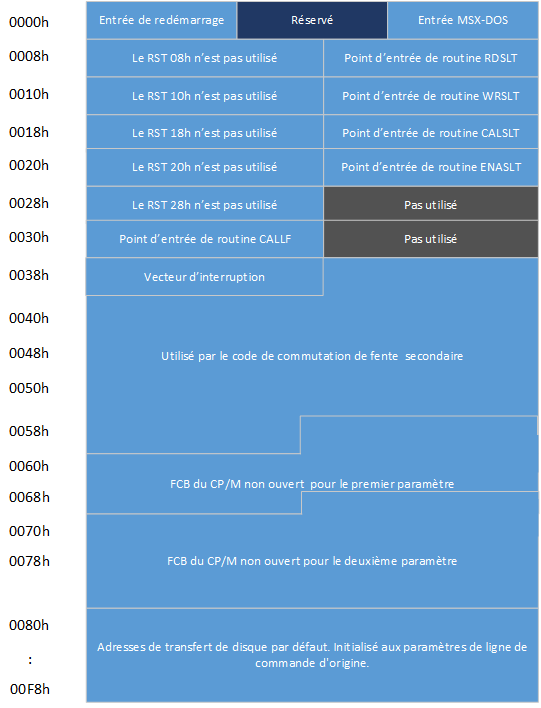 0000h Entrée de redémarrage Réservé Entrée MSX-DOS
0008h Le RST 08h n’est pas utilisé Point d’entrée de routine RDSLT
0010h Le RST 10h n’est pas utilisé Point d’entrée de routine WRSLT
0018h Le RST 18h n’est pas utilisé Point d’entrée de routine CALSLT
0020h Le RST 20h n’est pas utilisé Point d’entrée de routine ENASLT
0028h Le RST 28h n’est pas utilisé Pas utilisé
0030h Point d’entrée de routine CALLF Pas utilisé
0038h Vecteur d’interruption
0040h
0048h Utilisé par le code de commutation de fente secondaire
0050h
0058h
0060h
FCB du CP/M non ouvert pour le premier paramètre
0068h
0070h
0078h FCB du CP/M non ouvert pour le deuxième paramètre
0080h
Adresses de transfert de disque par défaut. Initialisé aux paramètres de ligne de
: commande d'origine.
00F8h